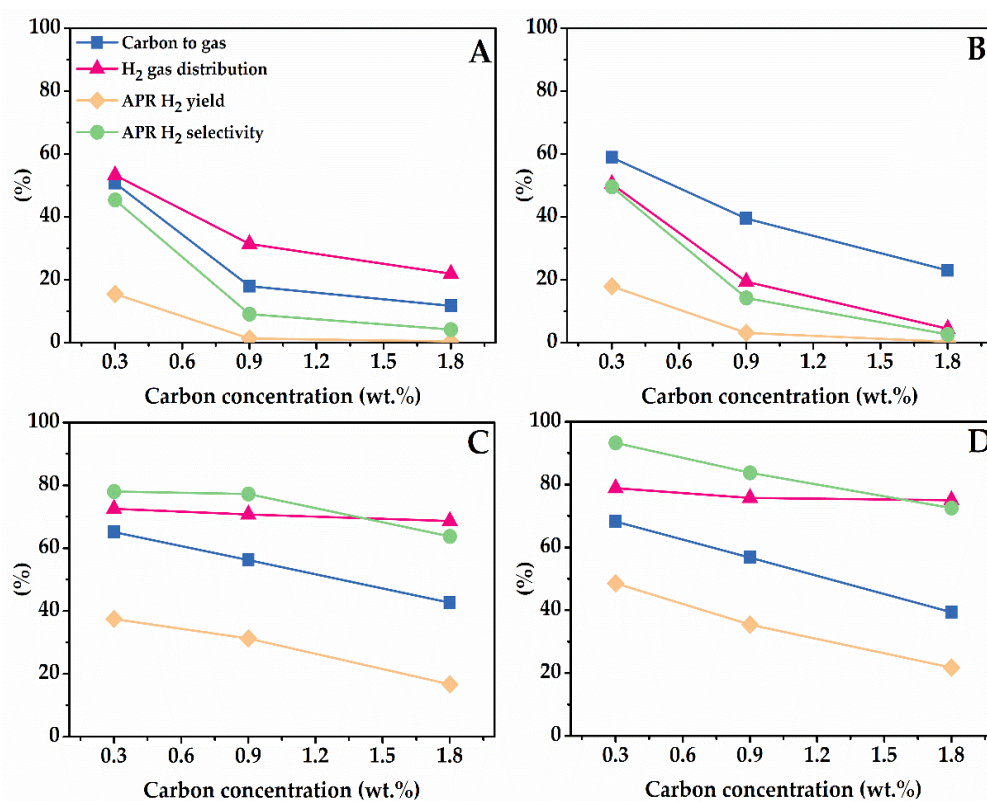 A
Carbon to gas
H₂ gas distribution
APR H₂ yield
APR H₂ selectivity
100
80
60
40
20
0
(%)
0.3 0.6 0.9 1.2 1.5 1.8
Carbon concentration (wt.%)
B
100
80
60
40
20
0
(%)
0.3 0.6 0.9 1.2 1.5 1.8
Carbon concentration (wt.%)
C
100
80
60
40
20
0
(%)
0.3 0.6 0.9 1.2 1.5 1.8
Carbon concentration (wt.%)
D
100
80
60
40
20
0
(%)
0.3 0.6 0.9 1.2 1.5 1.8
Carbon concentration (wt.%)